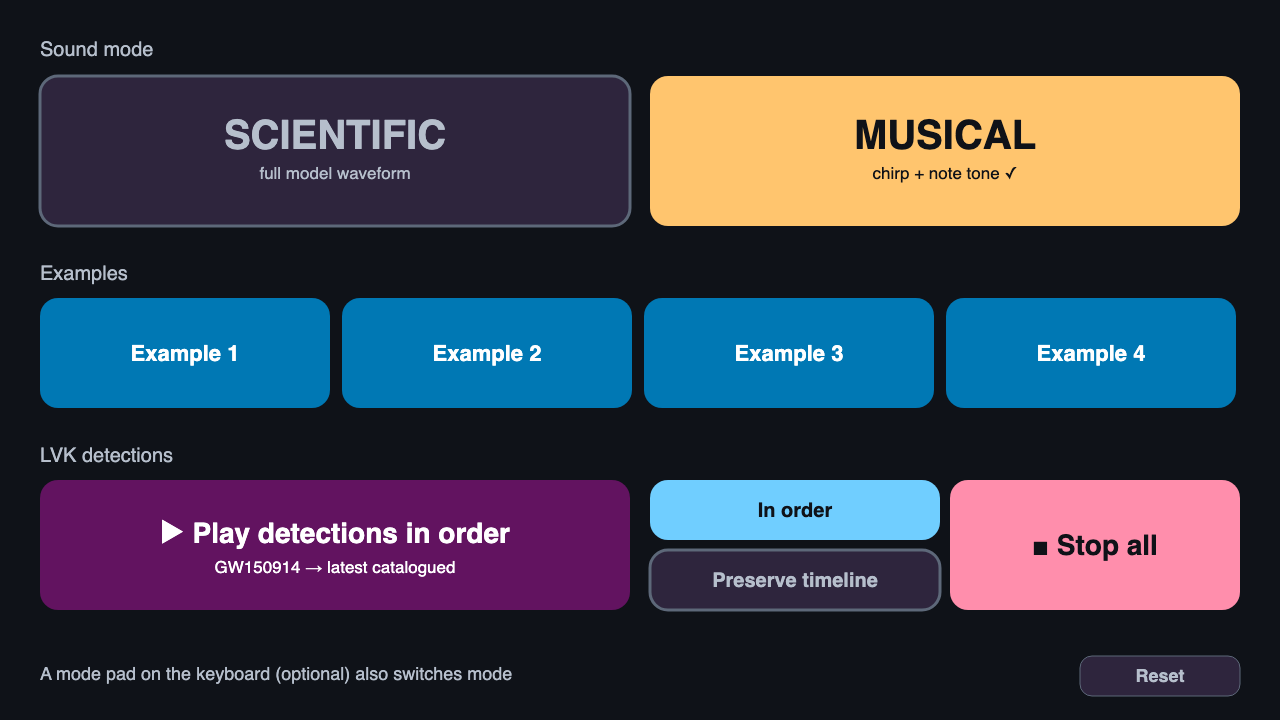 Sound mode
SCIENTIFIC
full model waveform
MUSICAL
chirp + note tone ✓
Examples
Example 1
Example 2
Example 3
Example 4
LVK detections
▶ Play detections in order
GW150914 → latest catalogued
In order
Preserve timeline
■ Stop all
A mode pad on the keyboard (optional) also switches mode
Reset